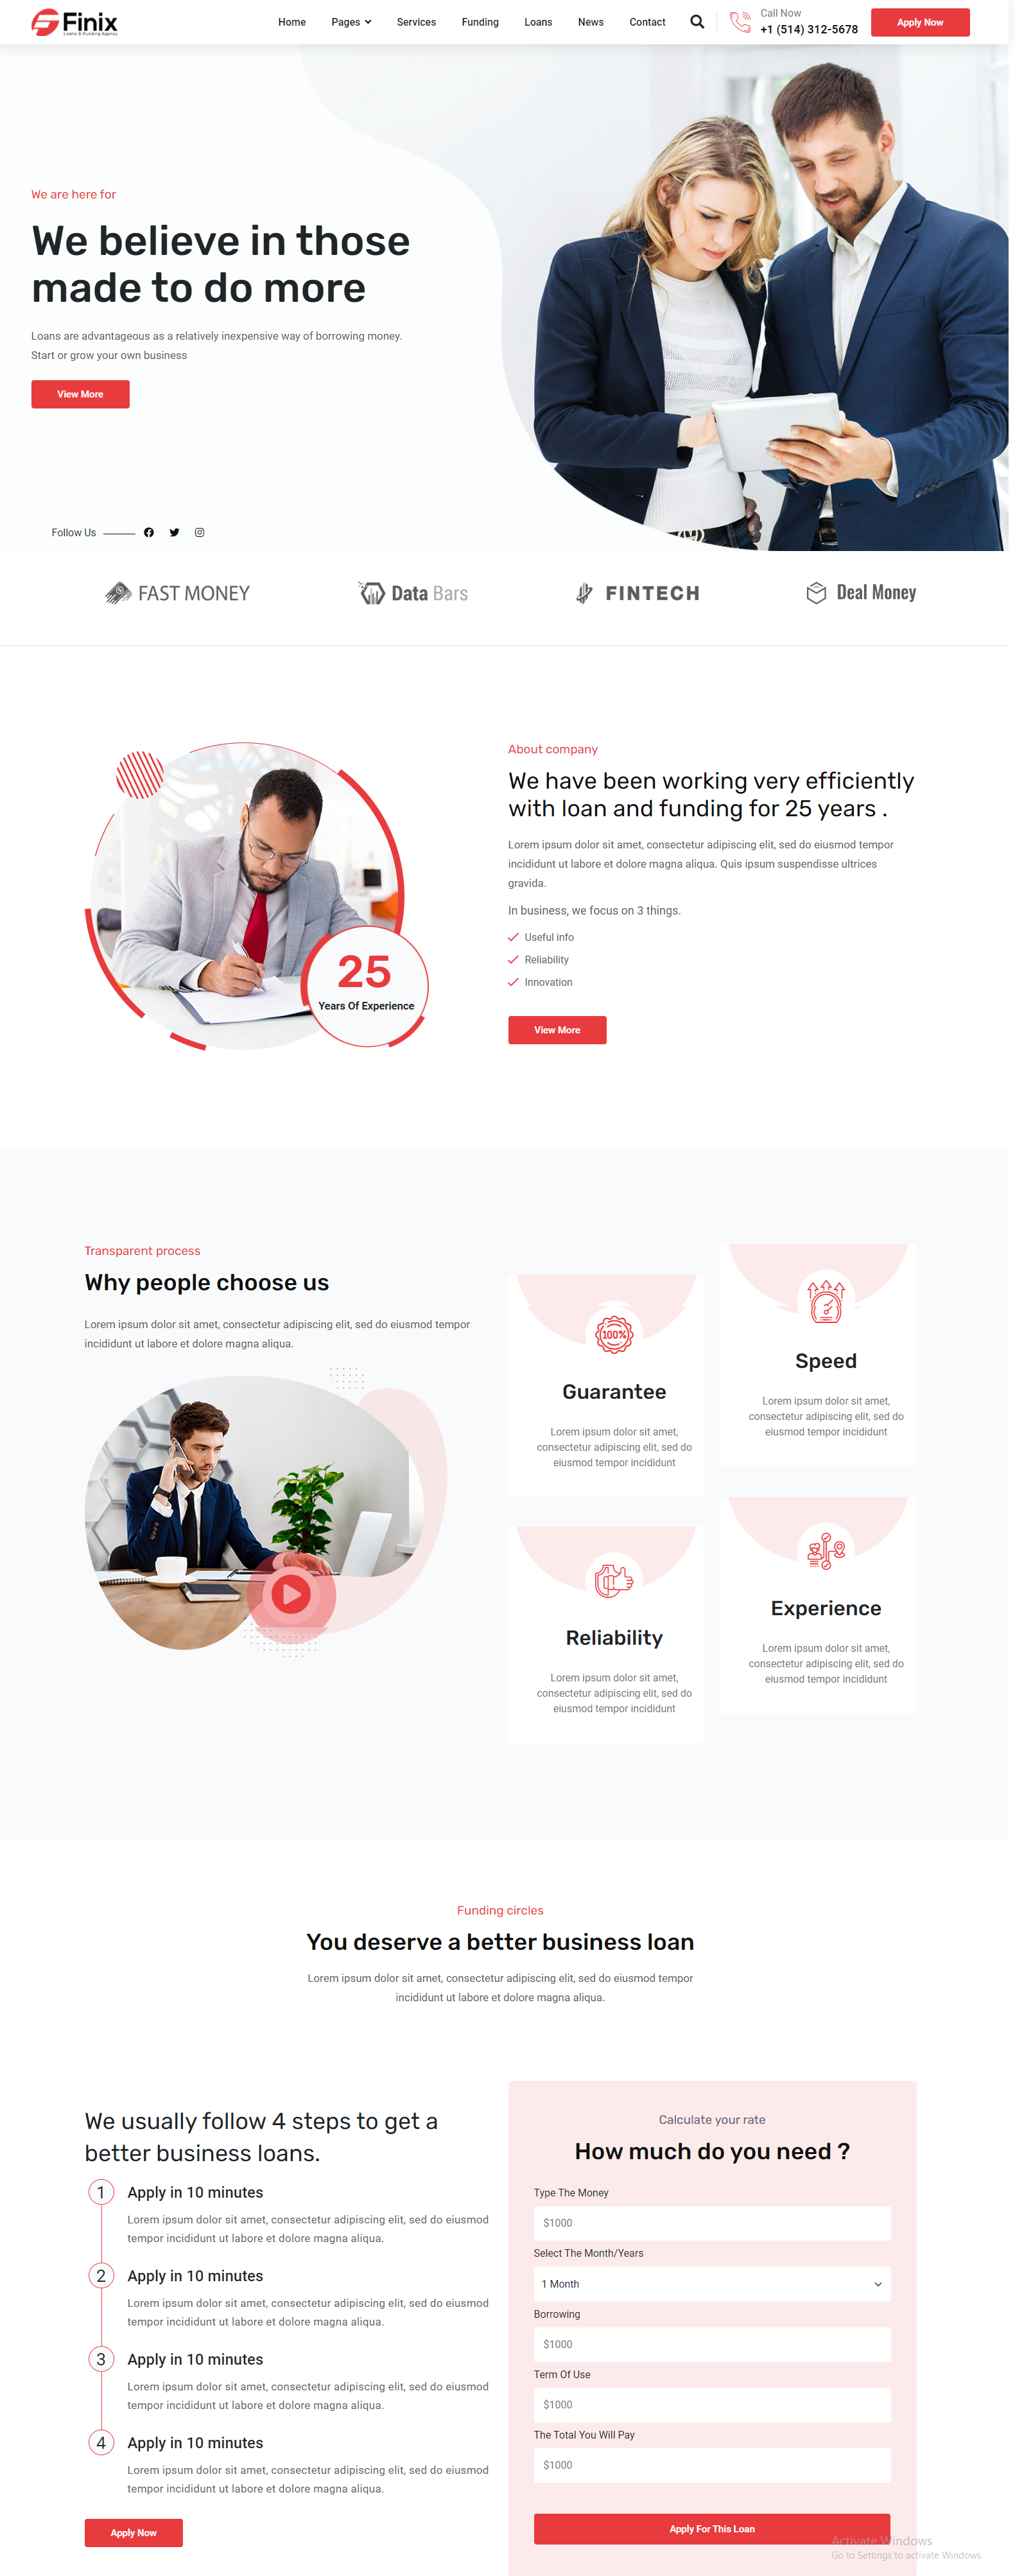 Finix
Loans & Funding Agency
Home
Pages
Services
Funding
Loans
News
Contact
Call Now
+1 (514) 312-5678
Apply Now
We are here for
We believe in those
made to do more
Loans are advantageous as a relatively inexpensive way of borrowing money.
Start or grow your own business
View More
Follow Us
FAST MONEY
Data Bars
FINTECH
Deal Money
25
Years Of Experience
About company
We have been working very efficiently
with loan and funding for 25 years .
Lorem ipsum dolor sit amet, consectetur adipiscing elit, sed do eiusmod tempor
incididunt ut labore et dolore magna aliqua. Quis ipsum suspendisse ultrices
gravida.
In business, we focus on 3 things.
Useful info
Reliability
Innovation
View More
Transparent process
Why people choose us
Lorem ipsum dolor sit amet, consectetur adipiscing elit, sed do eiusmod tempor
incididunt ut labore et dolore magna aliqua.
100%
Guarantee
Lorem ipsum dolor sit amet,
consectetur adipiscing elit, sed do
eiusmod tempor incididunt
Speed
Lorem ipsum dolor sit amet,
consectetur adipiscing elit, sed do
eiusmod tempor incididunt
Reliability
Lorem ipsum dolor sit amet,
consectetur adipiscing elit, sed do
eiusmod tempor incididunt
Experience
Lorem ipsum dolor sit amet,
consectetur adipiscing elit, sed do
eiusmod tempor incididunt
Funding circles
You deserve a better business loan
Lorem ipsum dolor sit amet, consectetur adipiscing elit, sed do eiusmod tempor
incididunt ut labore et dolore magna aliqua.
We usually follow 4 steps to get a
better business loans.
1
Apply in 10 minutes
Lorem ipsum dolor sit amet, consectetur adipiscing elit, sed do eiusmod
tempor incididunt ut labore et dolore magna aliqua.
2
Apply in 10 minutes
Lorem ipsum dolor sit amet, consectetur adipiscing elit, sed do eiusmod
tempor incididunt ut labore et dolore magna aliqua.
3
Apply in 10 minutes
Lorem ipsum dolor sit amet, consectetur adipiscing elit, sed do eiusmod
tempor incididunt ut labore et dolore magna aliqua.
4
Apply in 10 minutes
Lorem ipsum dolor sit amet, consectetur adipiscing elit, sed do eiusmod
tempor incididunt ut labore et dolore magna aliqua.
Apply Now
Calculate your rate
How much do you need ?
Type The Money
$1000
Select The Month/Years
1 Month
Borrowing
$1000
Term Of Use
$1000
The Total You Will Pay
$1000
Apply For This Loan
Activate Windows
Go to Settings to activate Windows.